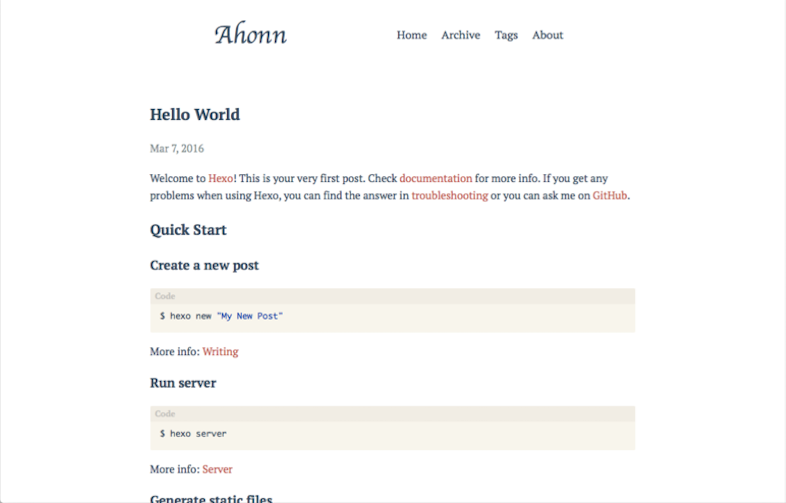 Ahonn
Home Archive Tags About
Hello World
Mar 7, 2016
Welcome to Hexo! This is your very first post. Check documentation for more info. If you get any
problems when using Hexo, you can find the answer in troubleshooting or you can ask me on GitHub.
Quick Start
Create a new post
Code
$ hexo new "My New Post"
More info: Writing
Run server
Code
$ hexo server
More info: Server
Generate static files